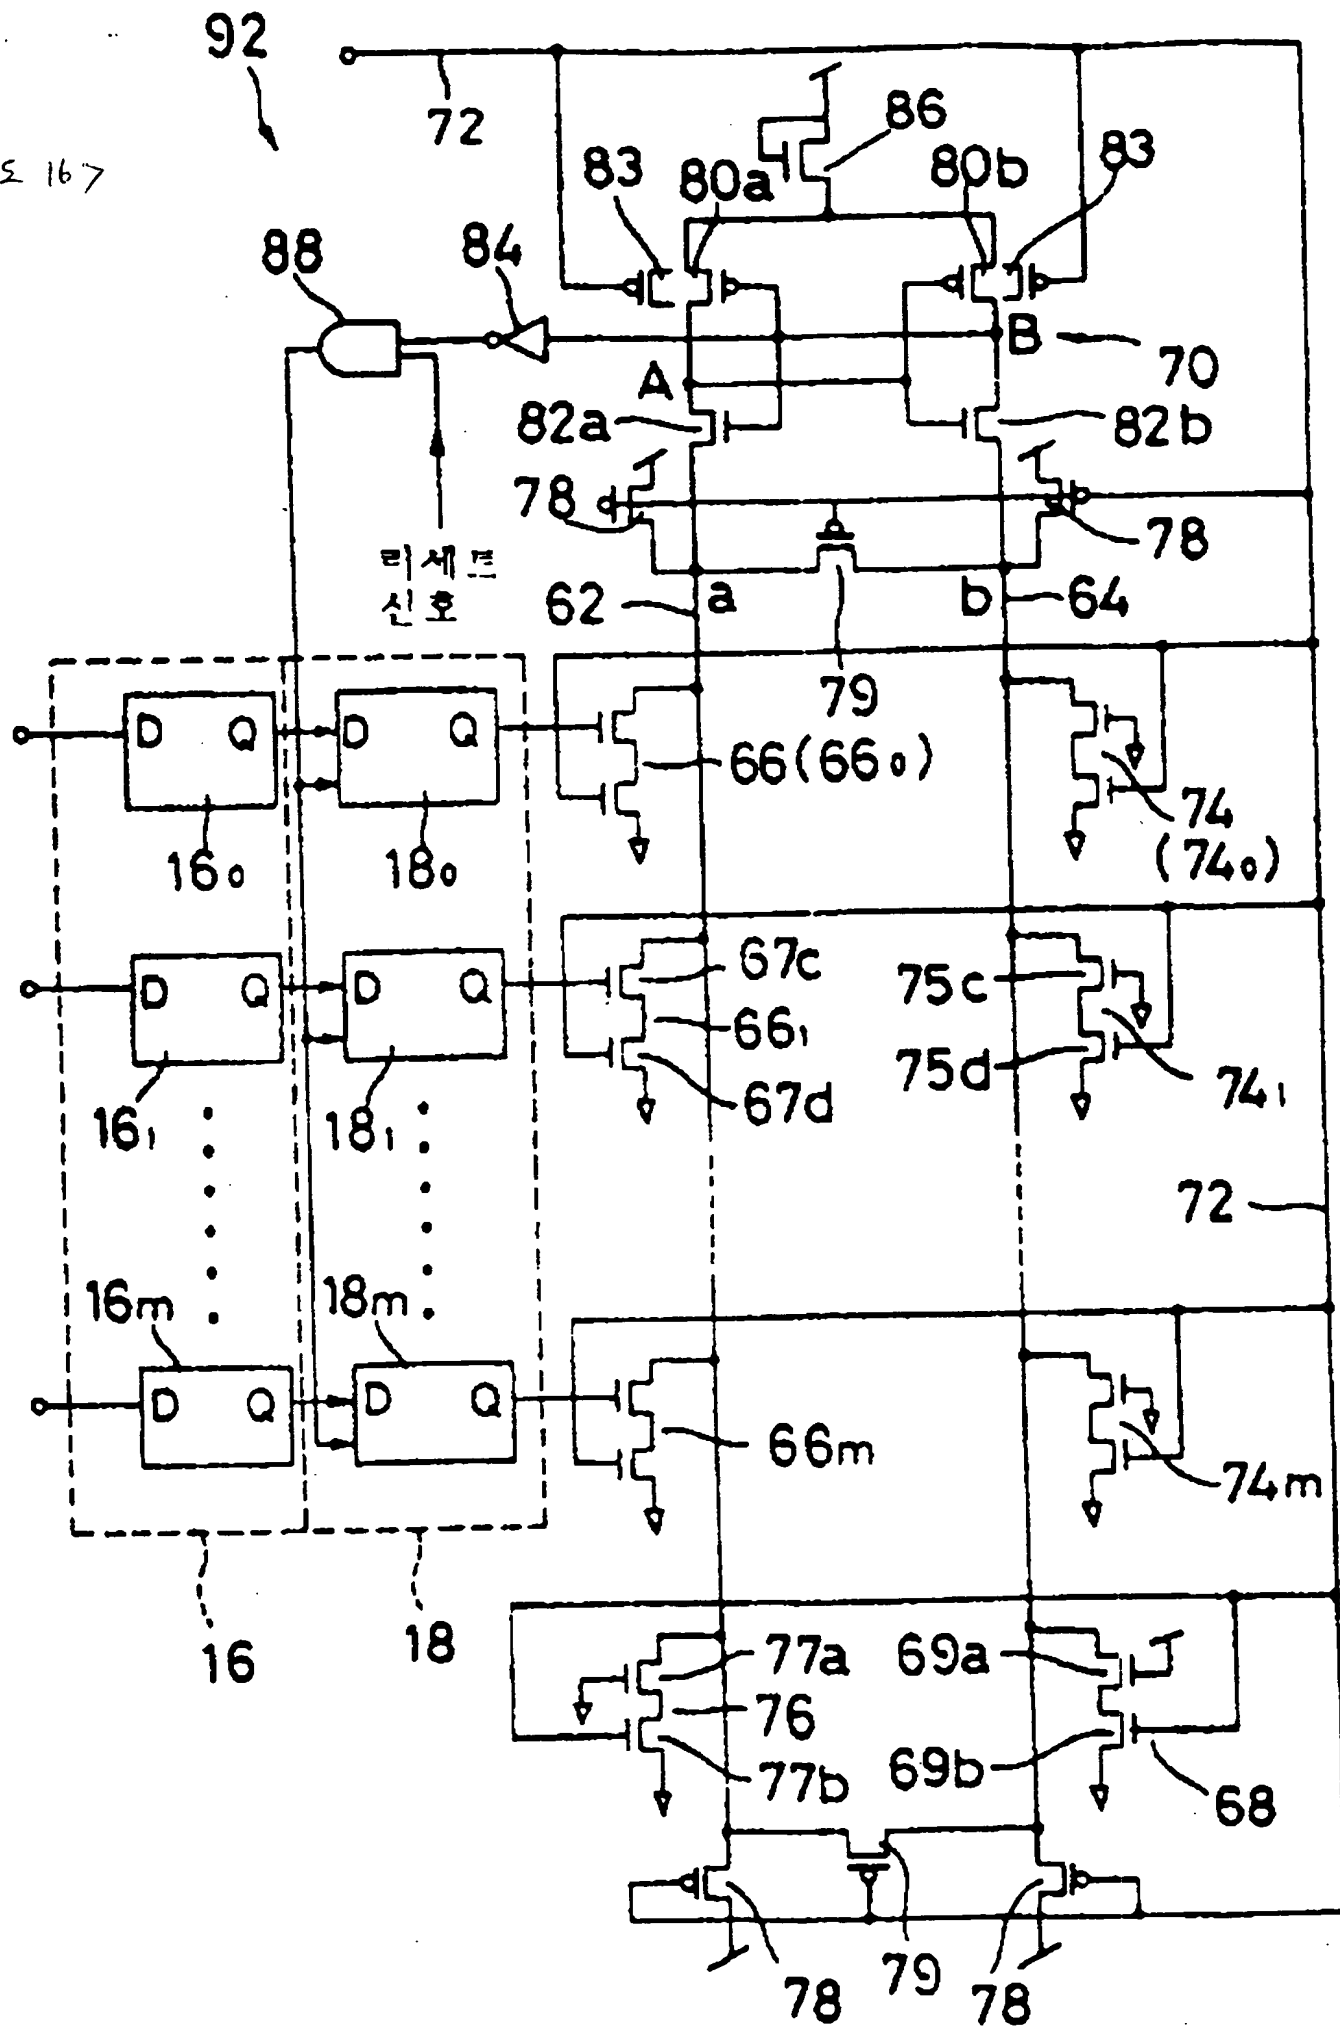 92
72
도 16>
86
83
80a
80b
83
88
84
B
70
A
82a
82b
78
78
리세트
신호
62
a
b
64
79
D Q
D Q
66(66₀)
74
(74₀)
16₀
18₀
67c
75c
D Q
D Q
66₁
75d
67d
74₁
16₁
18₁
72
16m
18m
D Q
D Q
66m
74m
16
18
77a
69a
76
77b
69b
68
79
78
78